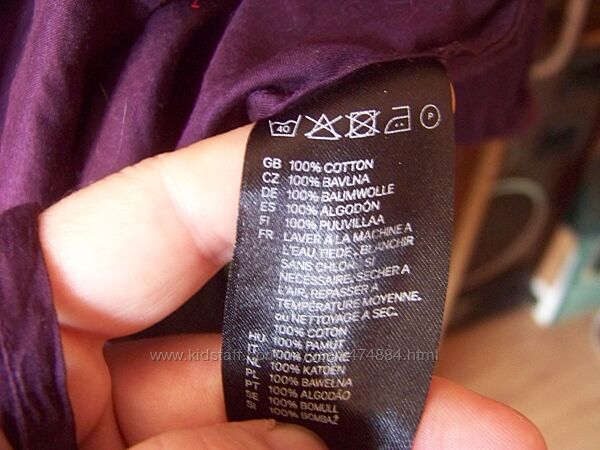 40
P
GB 100% COTTON
CZ 100% BAVLNA
DE 100% BAUMWOLLE
ES 100% ALGODÓN
FI 100% PUUVILLAA
FR LAVER A LA MACHINE A
L'EAU TIEDE, BLANCHIR
SANS CHLOR, SI
NECESSAIRE, SECHER A
L'AIR, REPASSER A
TEMPERATURE MOYENNE,
ou NETTOYAGE A SEC.
100% COTON
HU 100% PAMUT
IT 100% COTONE
NL 100% KATOEN
PL 100% BAWEŁNA
PT 100% ALGODÃO
SE 100% BOMULL
SI 100% BOMBAŽ